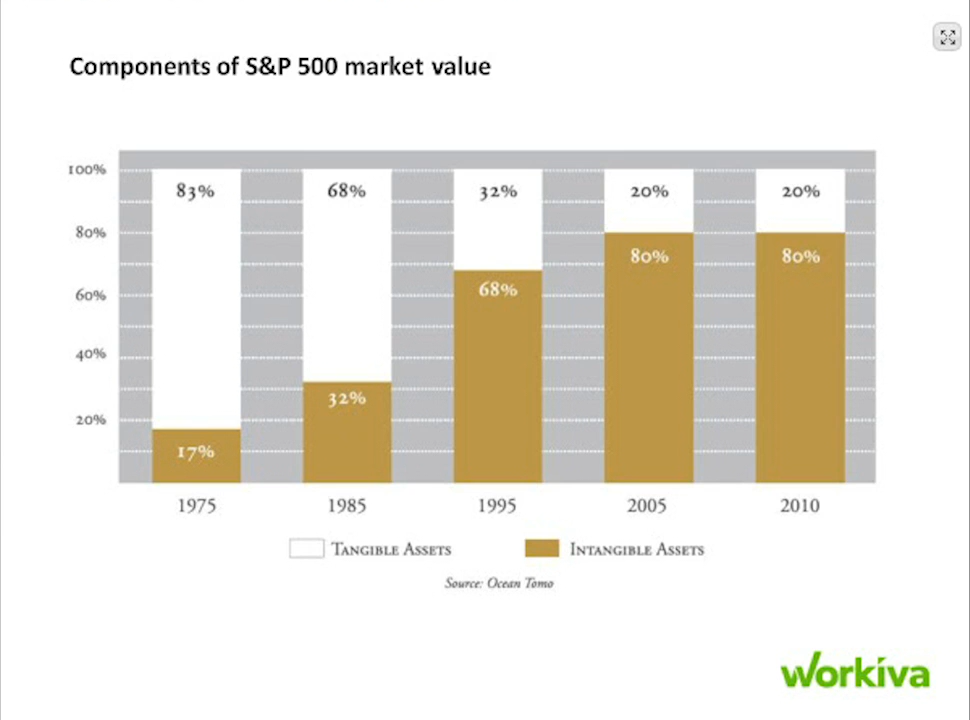 Components of S&P 500 market value
100%
80%
60%
40%
20%
83% 68% 32% 20% 20%
17% 32% 68% 80% 80%
1975 1985 1995 2005 2010
Tangible Assets Intangible Assets
Source: Ocean Tomo
workiva